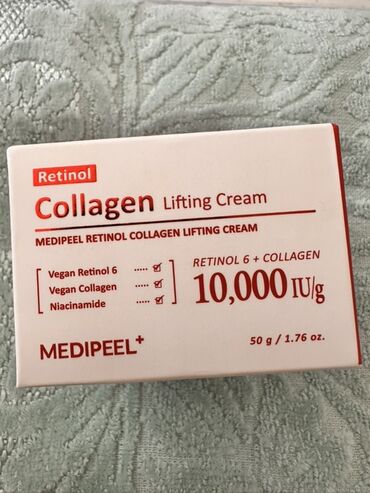 Retinol
Collagen Lifting Cream
MEDIPEEL RETINOL COLLAGEN LIFTING CREAM
Vegan Retinol 6 ..... ☑
Vegan Collagen ..... ☑
Niacinamide ..... ☑
RETINOL 6 + COLLAGEN
10,000 IU/g
MEDIPEEL+
50 g / 1.76 oz.